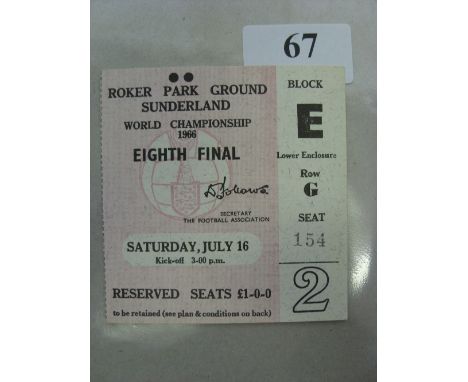 67
ROKER PARK GROUND
SUNDERLAND
WORLD CHAMPIONSHIP
1966
EIGHTH FINAL
SECRETARY
THE FOOTBALL ASSOCIATION
SATURDAY, JULY 16
Kick-off 3-00 p.m.
RESERVED SEATS £1-0-0
to be retained (see plan & conditions on back)
BLOCK
E
Lower Enclosure
Row
G
SEAT
154
2